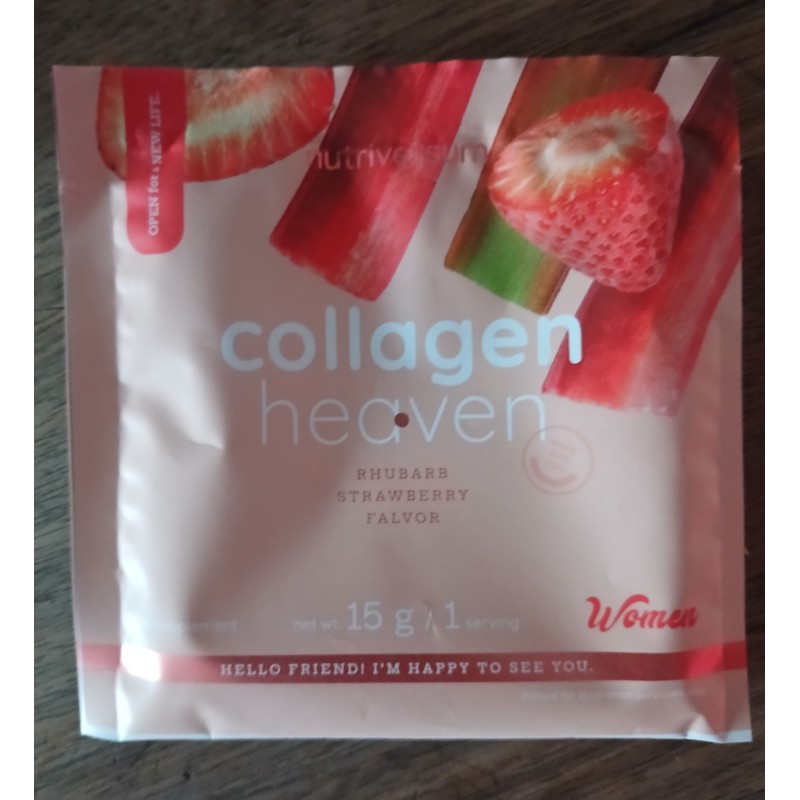 OPEN for a NEW LIFE.
nutriversum
collagen
heaven
RHUBARB
STRAWBERRY
FALVOR
supplement
net wt. 15 g / 1 serving
Women
HELLO FRIEND! I'M HAPPY TO SEE YOU.